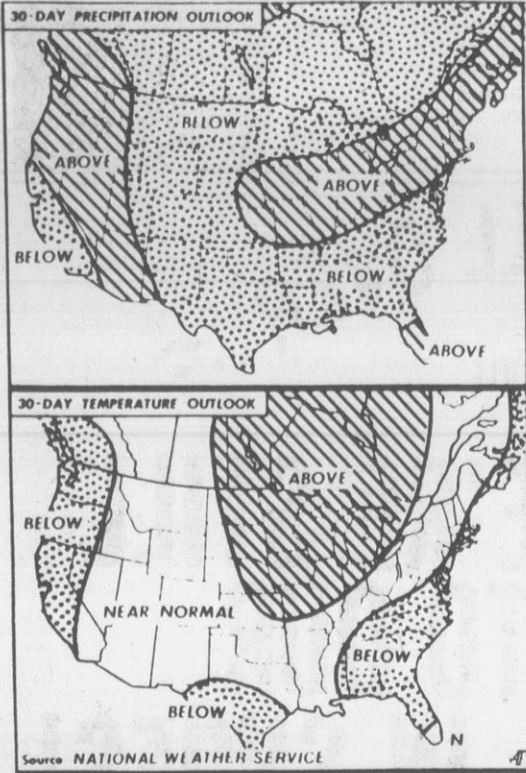 30-DAY PRECIPITATION OUTLOOK
BELOW
ABOVE
ABOVE
BELOW
BELOW
ABOVE
30-DAY TEMPERATURE OUTLOOK
ABOVE
BELOW
NEAR NORMAL
BELOW
BELOW
N
Source NATIONAL WEATHER SERVICE